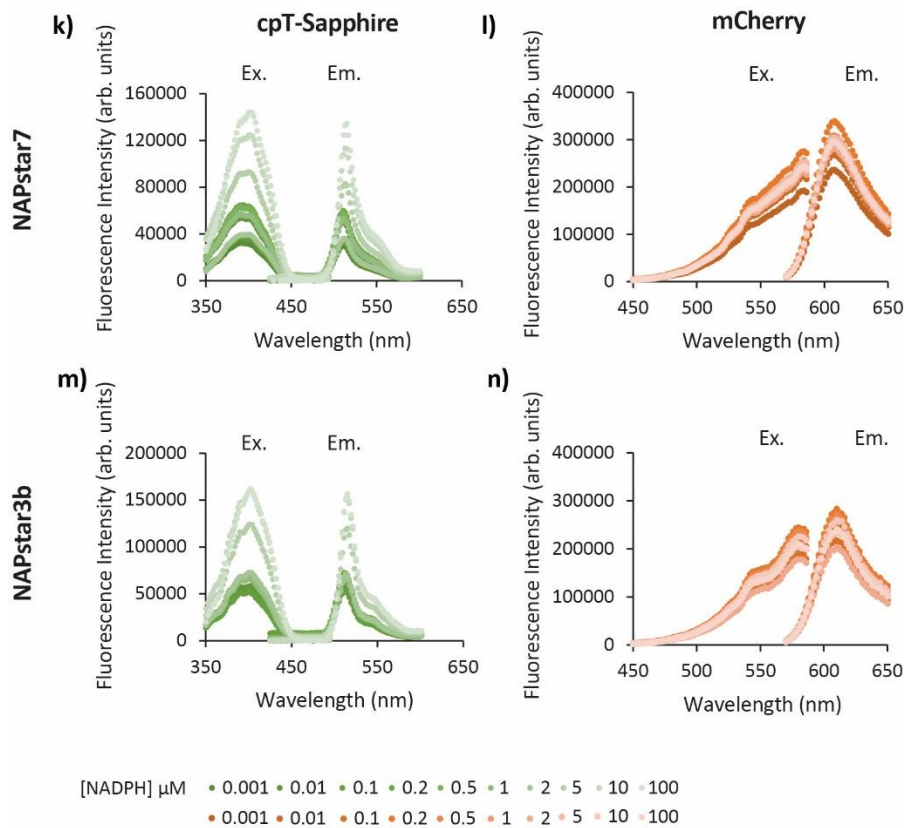 k)
cpT-Sapphire
l)
mCherry
NAPstar7
Ex.
Em.
Fluorescence Intensity (arb. units)
160000
120000
80000
40000
0
350
450
550
650
Wavelength (nm)
Ex.
Em.
Fluorescence Intensity (arb. units)
400000
300000
200000
100000
0
450
500
550
600
650
Wavelength (nm)
m)
n)
NAPstar3b
Ex.
Em.
Fluorescence Intensity (arb. units)
200000
150000
100000
50000
0
350
450
550
650
Wavelength (nm)
Ex.
Em.
Fluorescence Intensity (arb. units)
400000
300000
200000
100000
0
450
500
550
600
650
Wavelength (nm)
[NADPH] µM 0.001 0.01 0.1 0.2 0.5 1 2 5 10 100
0.001 0.01 0.1 0.2 0.5 1 2 5 10 100